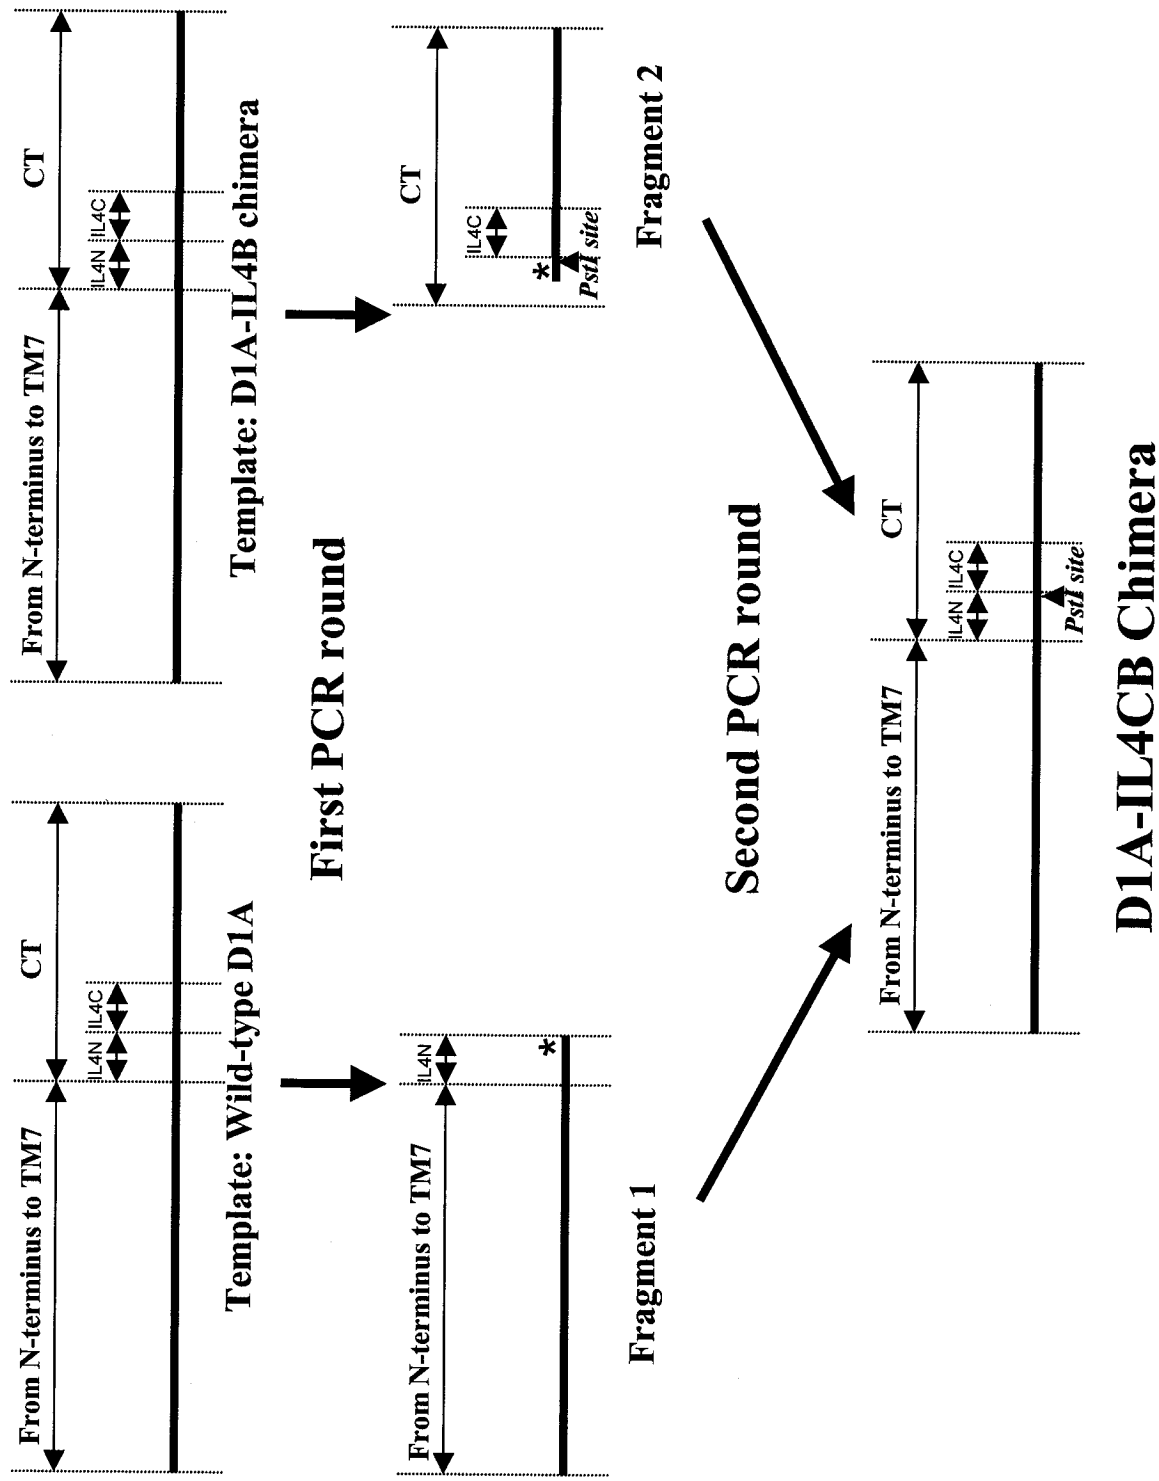 From N-terminus to TM7
CT
IL4N
IL4C
Template: Wild-type D1A
From N-terminus to TM7
CT
IL4N
IL4C
Template: D1A-IL4B chimera
First PCR round
From N-terminus to TM7
IL4N
*
Fragment 1
CT
IL4C
*
PstI site
Fragment 2
Second PCR round
From N-terminus to TM7
CT
IL4N
IL4C
PstI site
D1A-IL4CB Chimera